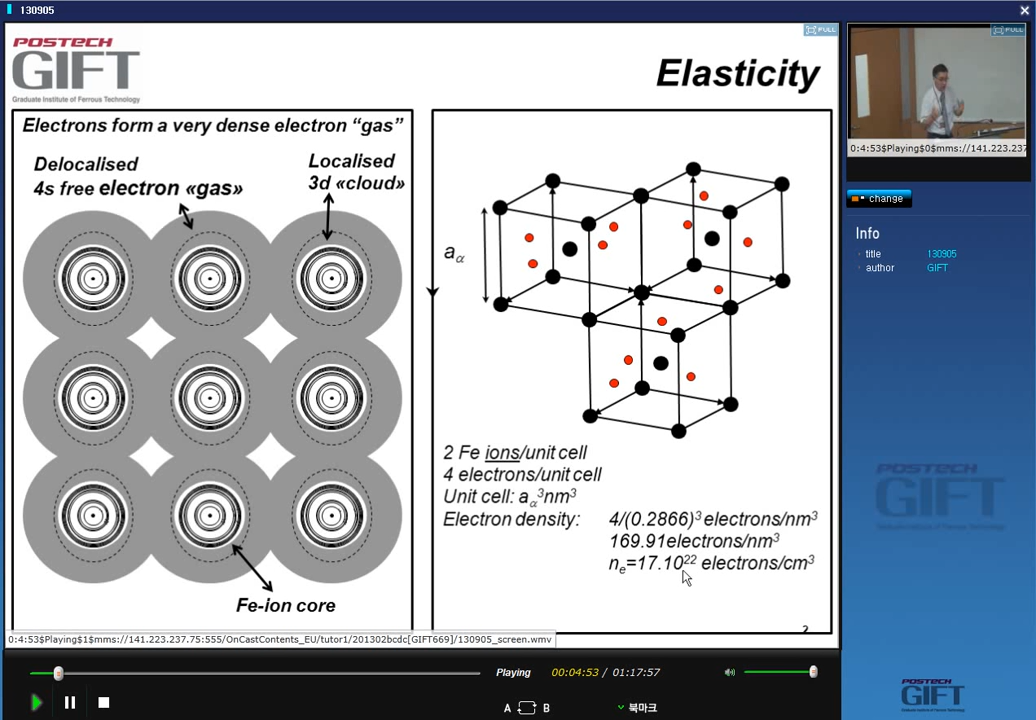 130905
FULL
POSTECH
GIFT
Graduate Institute of Ferrous Technology
Elasticity
Electrons form a very dense electron “gas”
Delocalised
4s free electron «gas»
Localised
3d «cloud»
Fe-ion core
aα
2 Fe ions/unit cell
4 electrons/unit cell
Unit cell: aα³nm³
Electron density: 4/(0.2866)³ electrons/nm³
169.91electrons/nm³
nₑ=17.10²² electrons/cm³
2
0:4:53$Playing$1$mms://141.223.237.75:555/OnCastContents_EU/tutor1/201302bcdc[GIFT669]/130905_screen.wmv
Playing
00:04:53 / 01:17:57
A B
북마크
FULL
0:4:53$Playing$0$mms://141.223.237
change
Info
title 130905
author GIFT
POSTECH
GIFT
POSTECH
GIFT